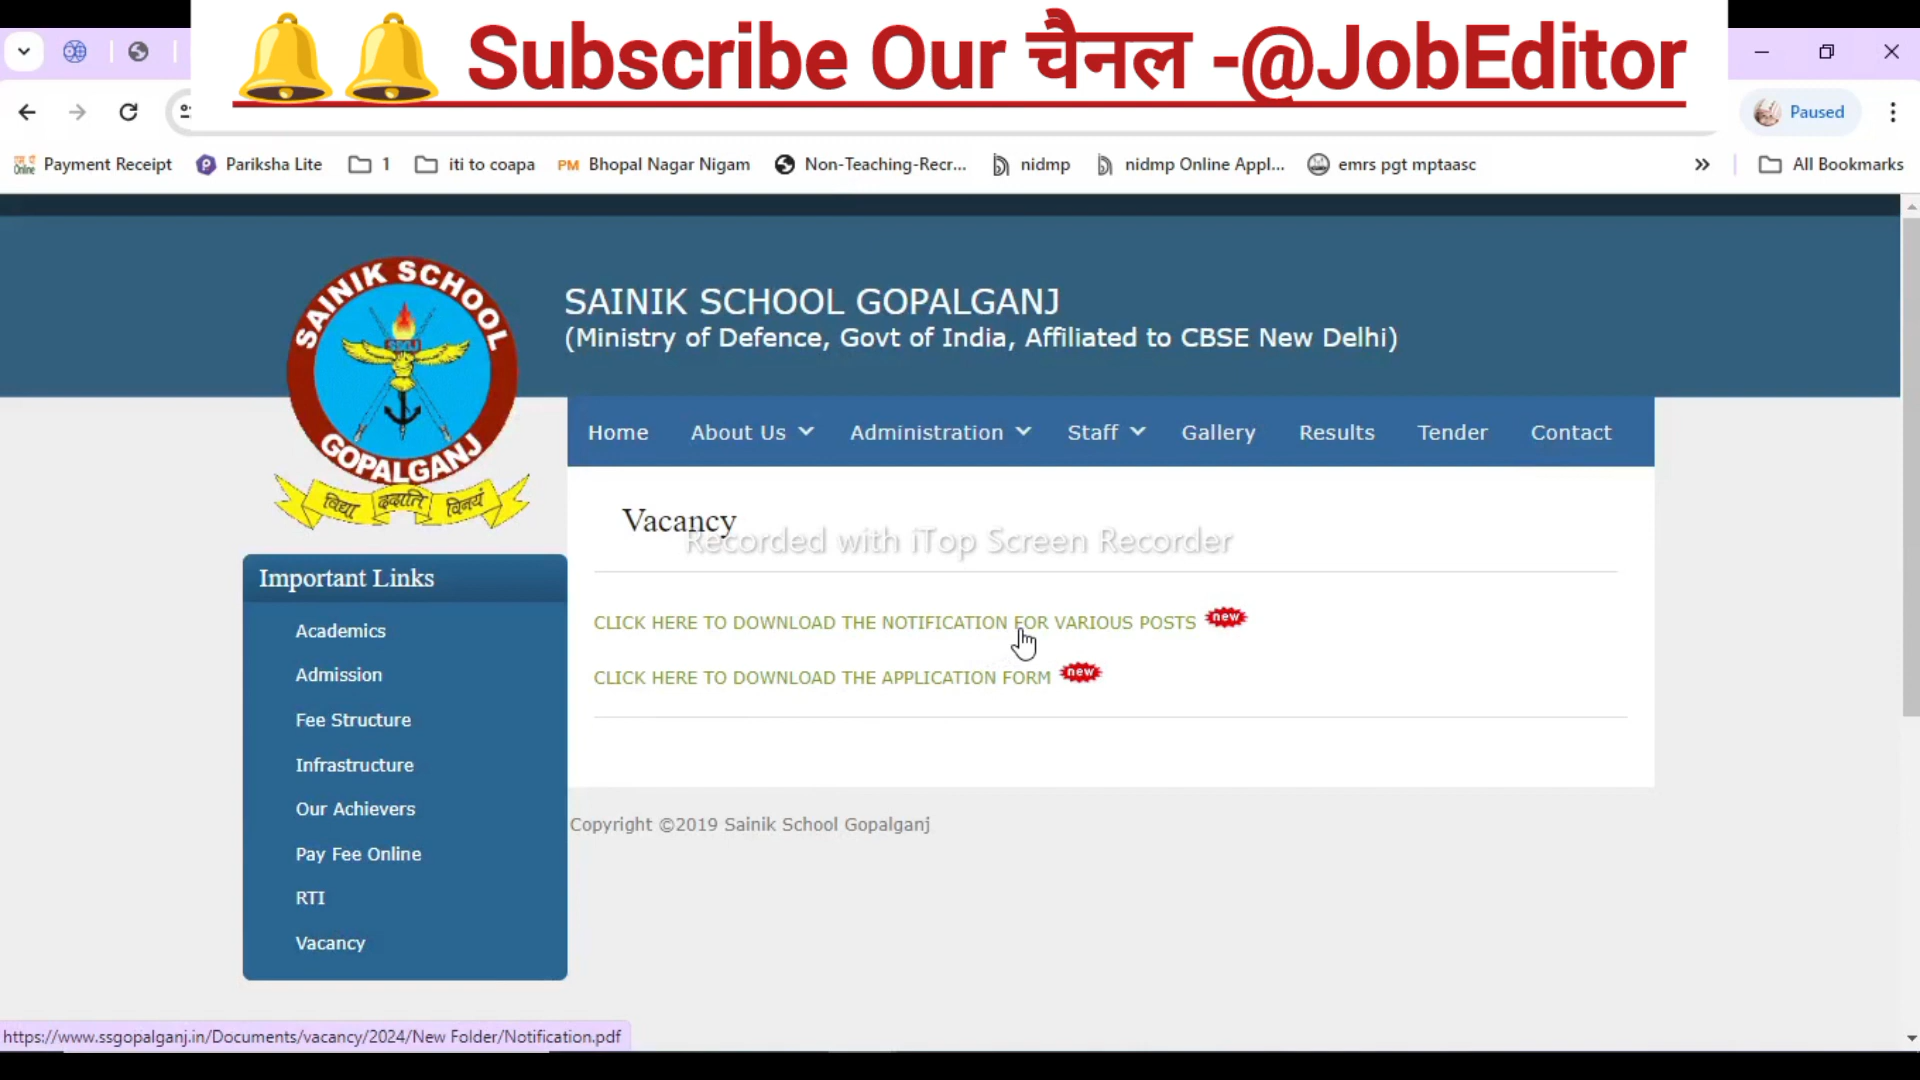 Subscribe Our चैनल -@JobEditor
Paused
Payment Receipt
Pariksha Lite
1
iti to coapa
PM Bhopal Nagar Nigam
Non-Teaching-Recr...
nidmp
nidmp Online Appl...
emrs pgt mptaasc
All Bookmarks
SAINIK SCHOOL
GOPALGANJ
विद्या ददाति विनयं
SAINIK SCHOOL GOPALGANJ
(Ministry of Defence, Govt of India, Affiliated to CBSE New Delhi)
Home
About Us
Administration
Staff
Gallery
Results
Tender
Contact
Vacancy
Recorded with iTop Screen Recorder
CLICK HERE TO DOWNLOAD THE NOTIFICATION FOR VARIOUS POSTS new
CLICK HERE TO DOWNLOAD THE APPLICATION FORM new
Important Links
Academics
Admission
Fee Structure
Infrastructure
Our Achievers
Pay Fee Online
RTI
Vacancy
Copyright ©2019 Sainik School Gopalganj
https://www.ssgopalganj.in/Documents/vacancy/2024/New Folder/Notification.pdf